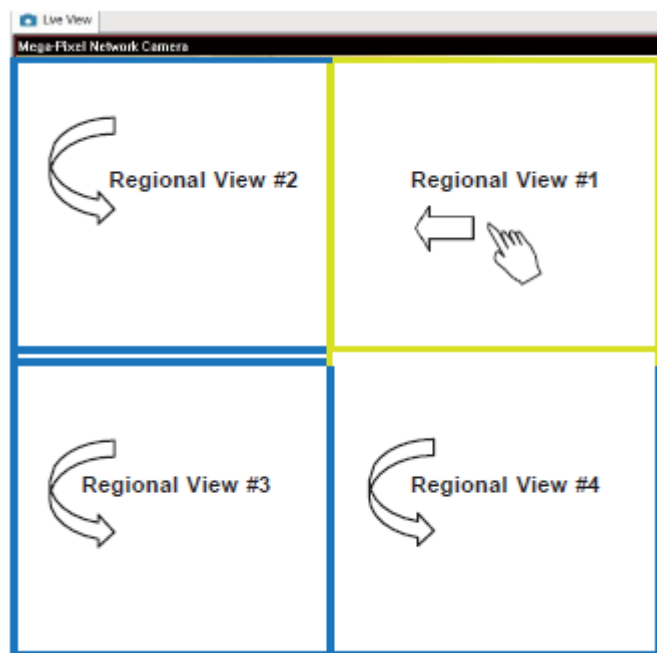 Live View
Mega-Pixel Network Camera
Regional View #2
Regional View #1
Regional View #3
Regional View #4